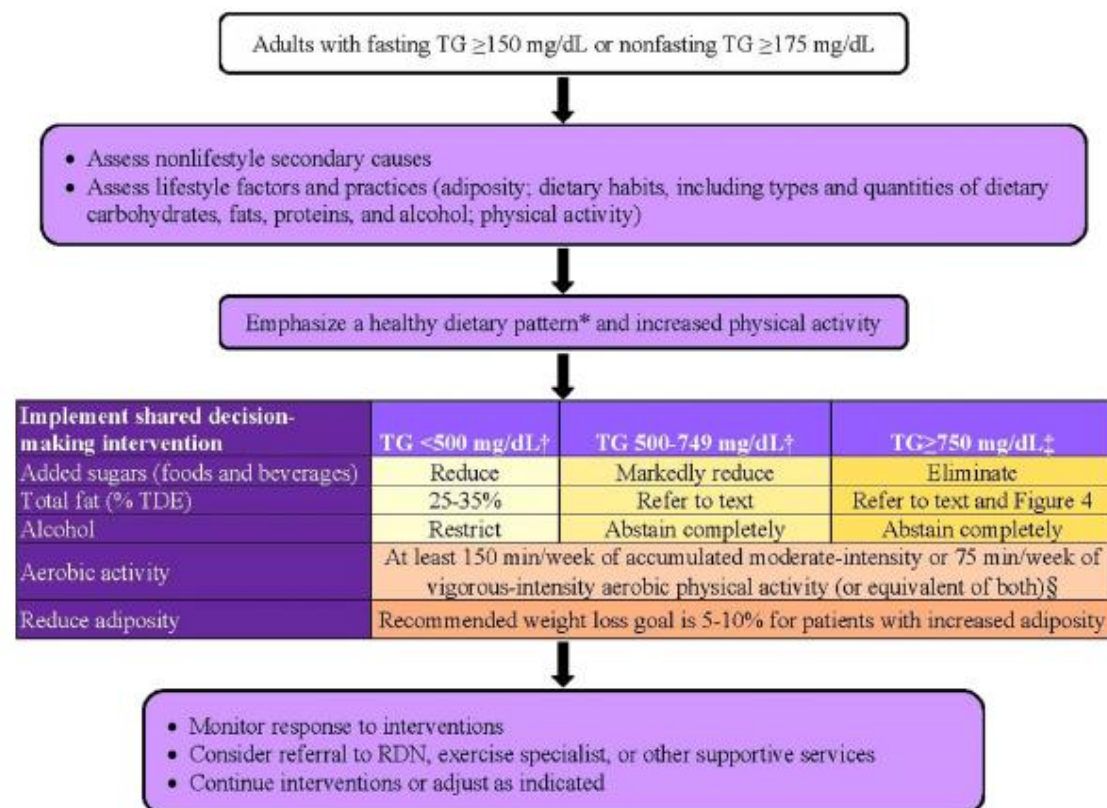 Adults with fasting TG ≥150 mg/dL or nonfasting TG ≥175 mg/dL
• Assess nonlifestyle secondary causes
• Assess lifestyle factors and practices (adiposity; dietary habits, including types and quantities of dietary
carbohydrates, fats, proteins, and alcohol; physical activity)
Emphasize a healthy dietary pattern* and increased physical activity
Implement shared decision-
making intervention TG <500 mg/dL† TG 500-749 mg/dL† TG≥750 mg/dL‡
Added sugars (foods and beverages) Reduce Markedly reduce Eliminate
Total fat (% TDE) 25-35% Refer to text Refer to text and Figure 4
Alcohol Restrict Abstain completely Abstain completely
Aerobic activity At least 150 min/week of accumulated moderate-intensity or 75 min/week of
vigorous-intensity aerobic physical activity (or equivalent of both)§
Reduce adiposity Recommended weight loss goal is 5-10% for patients with increased adiposity
• Monitor response to interventions
• Consider referral to RDN, exercise specialist, or other supportive services
• Continue interventions or adjust as indicated